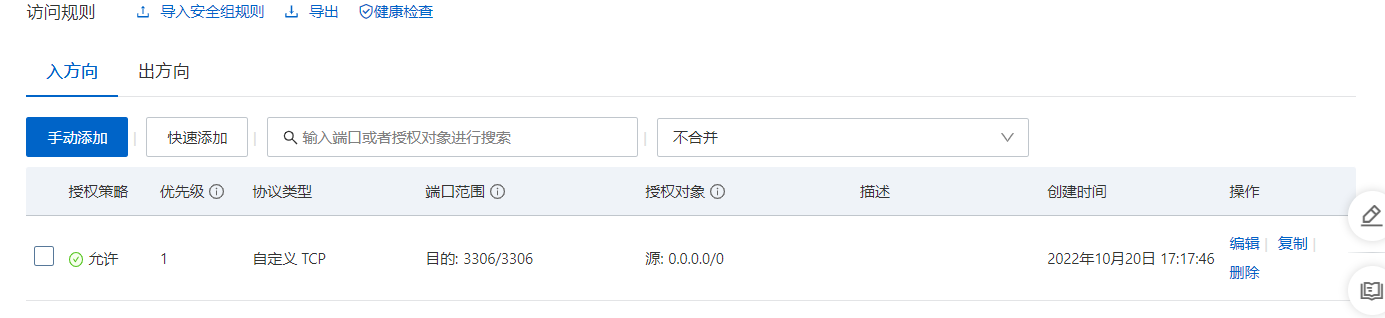 访问规则 导入安全组规则 导出 健康检查
入方向 出方向
手动添加 快速添加 输入端口或者授权对象进行搜索 不合并
授权策略 优先级 协议类型 端口范围 授权对象 描述 创建时间 操作
允许 1 自定义 TCP 目的: 3306/3306 源: 0.0.0.0/0 2022年10月20日 17:17:46 编辑 复制
删除